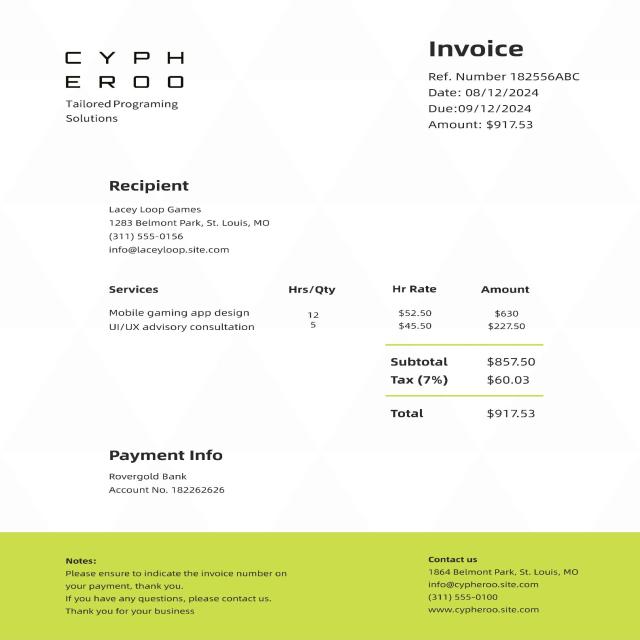 CYPH
EROO
Tailored Programing
Solutions
Invoice
Ref. Number 182556ABC
Date: 08/12/2024
Due:09/12/2024
Amount: $917.53
Recipient
Lacey Loop Games
1283 Belmont Park, St. Louis, MO
(311) 555-0156
info@laceyloop.site.com
Services Hrs/Qty Hr Rate Amount
Mobile gaming app design 12 $52.50 $630
UI/UX advisory consultation 5 $45.50 $227.50
Subtotal $857.50
Tax (7%) $60.03
Total $917.53
Payment Info
Rovergold Bank
Account No. 182262626
Notes:
Please ensure to indicate the invoice number on
your payment, thank you.
If you have any questions, please contact us.
Thank you for your business
Contact us
1864 Belmont Park, St. Louis, MO
info@cypheroo.site.com
(311) 555-0100
www.cypheroo.site.com